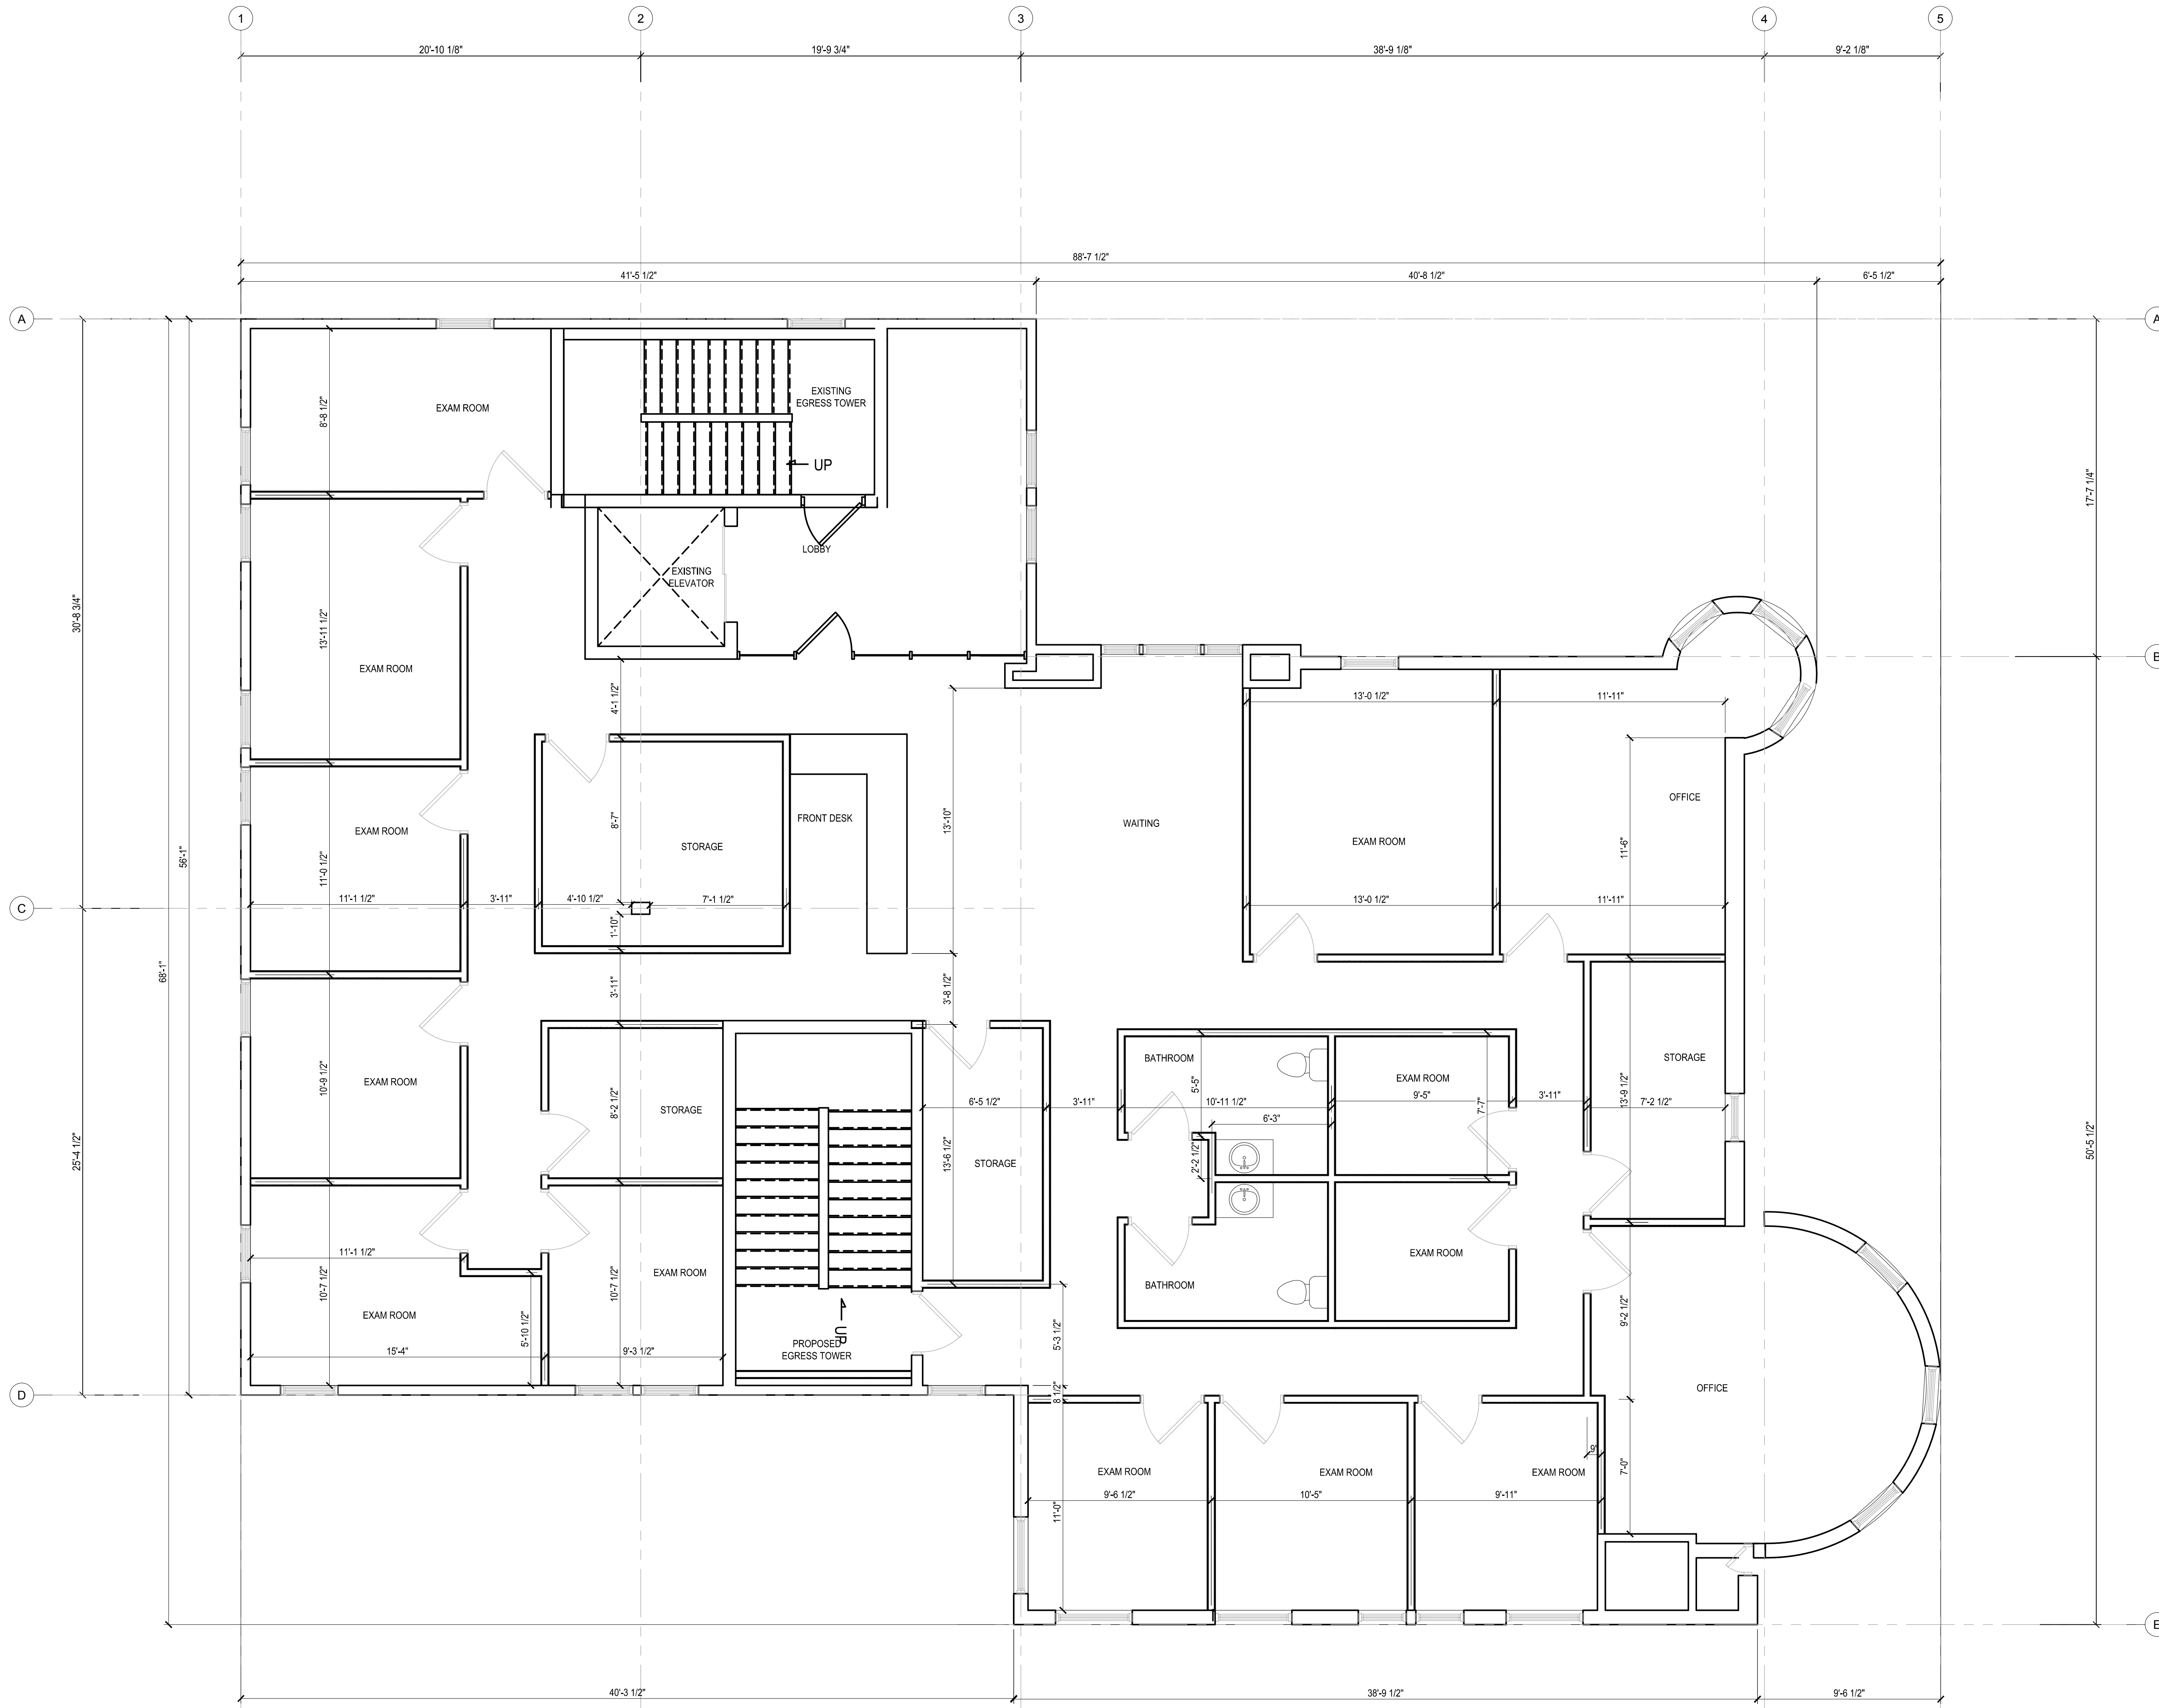 1
2
3
4
5
20'-10 1/8"
19'-9 3/4"
38'-9 1/8"
9'-2 1/8"
88'-7 1/2"
41'-5 1/2"
40'-8 1/2"
6'-5 1/2"
A
A
EXISTING
EGRESS TOWER
EXAM ROOM
8'-8 1/2"
UP
17'-7 1/4"
LOBBY
EXISTING
ELEVATOR
30'-8 3/4"
13'-11 1/2"
EXAM ROOM
B
4'-1 1/2"
13'-0 1/2"
11'-11"
OFFICE
FRONT DESK
8'-7"
13'-10"
WAITING
EXAM ROOM
STORAGE
EXAM ROOM
11'-6"
56'-1"
11'-0 1/2"
11'-1 1/2"
3'-11"
4'-10 1/2"
7'-1 1/2"
13'-0 1/2"
11'-11"
C
1'-10"
68'-1"
3'-11"
3'-8 1/2"
BATHROOM
STORAGE
EXAM ROOM
EXAM ROOM
10'-9 1/2"
8'-2 1/2"
STORAGE
5'-5"
9'-5"
7'-7"
3'-11"
13'-9 1/2"
7'-2 1/2"
6'-5 1/2"
3'-11"
10'-11 1/2"
6'-3"
25'-4 1/2"
13'-6 1/2"
STORAGE
2'-2 1/2"
50'-5 1/2"
11'-1 1/2"
EXAM ROOM
EXAM ROOM
10'-7 1/2"
10'-7 1/2"
BATHROOM
EXAM ROOM
5'-10 1/2"
UP
PROPOSED
EGRESS TOWER
5'-3 1/2"
9'-2 1/2"
15'-4"
9'-3 1/2"
D
8 1/2"
OFFICE
9"
EXAM ROOM
EXAM ROOM
EXAM ROOM
7'-0"
9'-6 1/2"
10'-5"
9'-11"
11'-0"
E
40'-3 1/2"
38'-9 1/2"
9'-6 1/2"